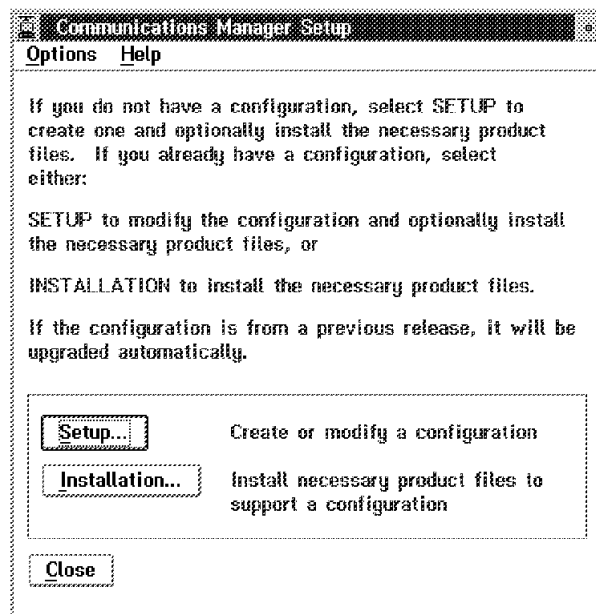 Communications Manager Setup
Options Help
If you do not have a configuration, select SETUP to
create one and optionally install the necessary product
files. If you already have a configuration, select
either:
SETUP to modify the configuration and optionally install
the necessary product files, or
INSTALLATION to install the necessary product files.
If the configuration is from a previous release, it will be
upgraded automatically.
Setup... Create or modify a configuration
Installation... Install necessary product files to
support a configuration
Close